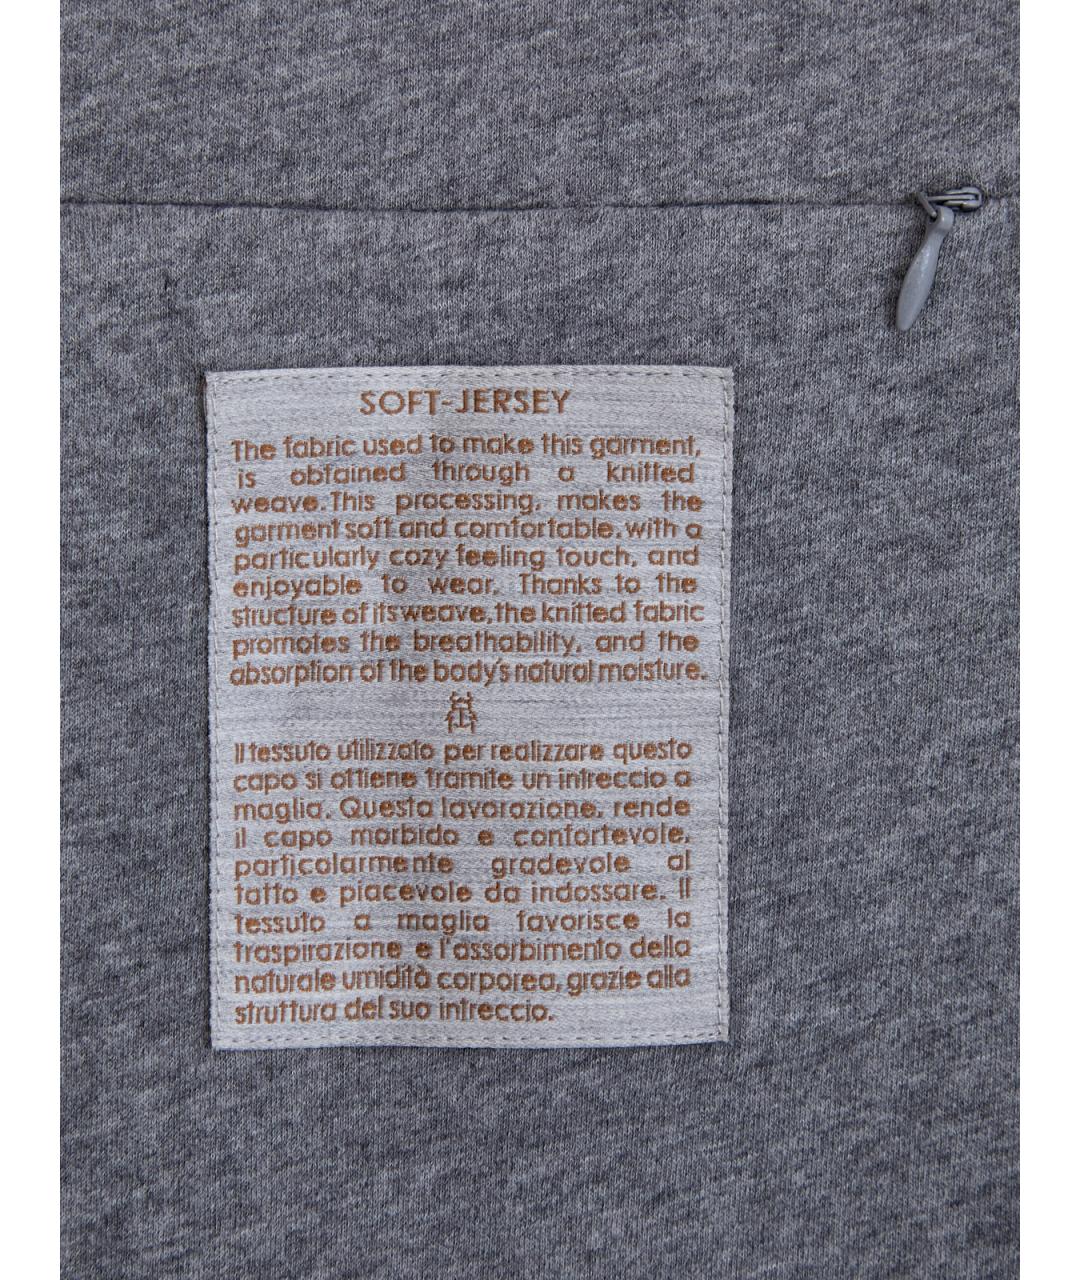 SOFT-JERSEY
The fabric used to make this garment,
is obtained through a knitted
weave.This processing, makes the
garment soft and comfortable, with a
particularly cozy feeling touch, and
enjoyable to wear. Thanks to the
structure of its weave, the knitted fabric
promotes the breathability, and the
absorption of the body's natural moisture.
Il tessuto utilizzato per realizzare questo
capo si ottiene tramite un intreccio a
maglia. Questa lavorazione, rende
il capo morbido e confortevole,
particolarmente gradevole al
tatto e piacevole da indossare. Il
tessuto a maglia favorisce la
traspirazione e l'assorbimento della
naturale umidità corporea, grazie alla
struttura del suo intreccio.